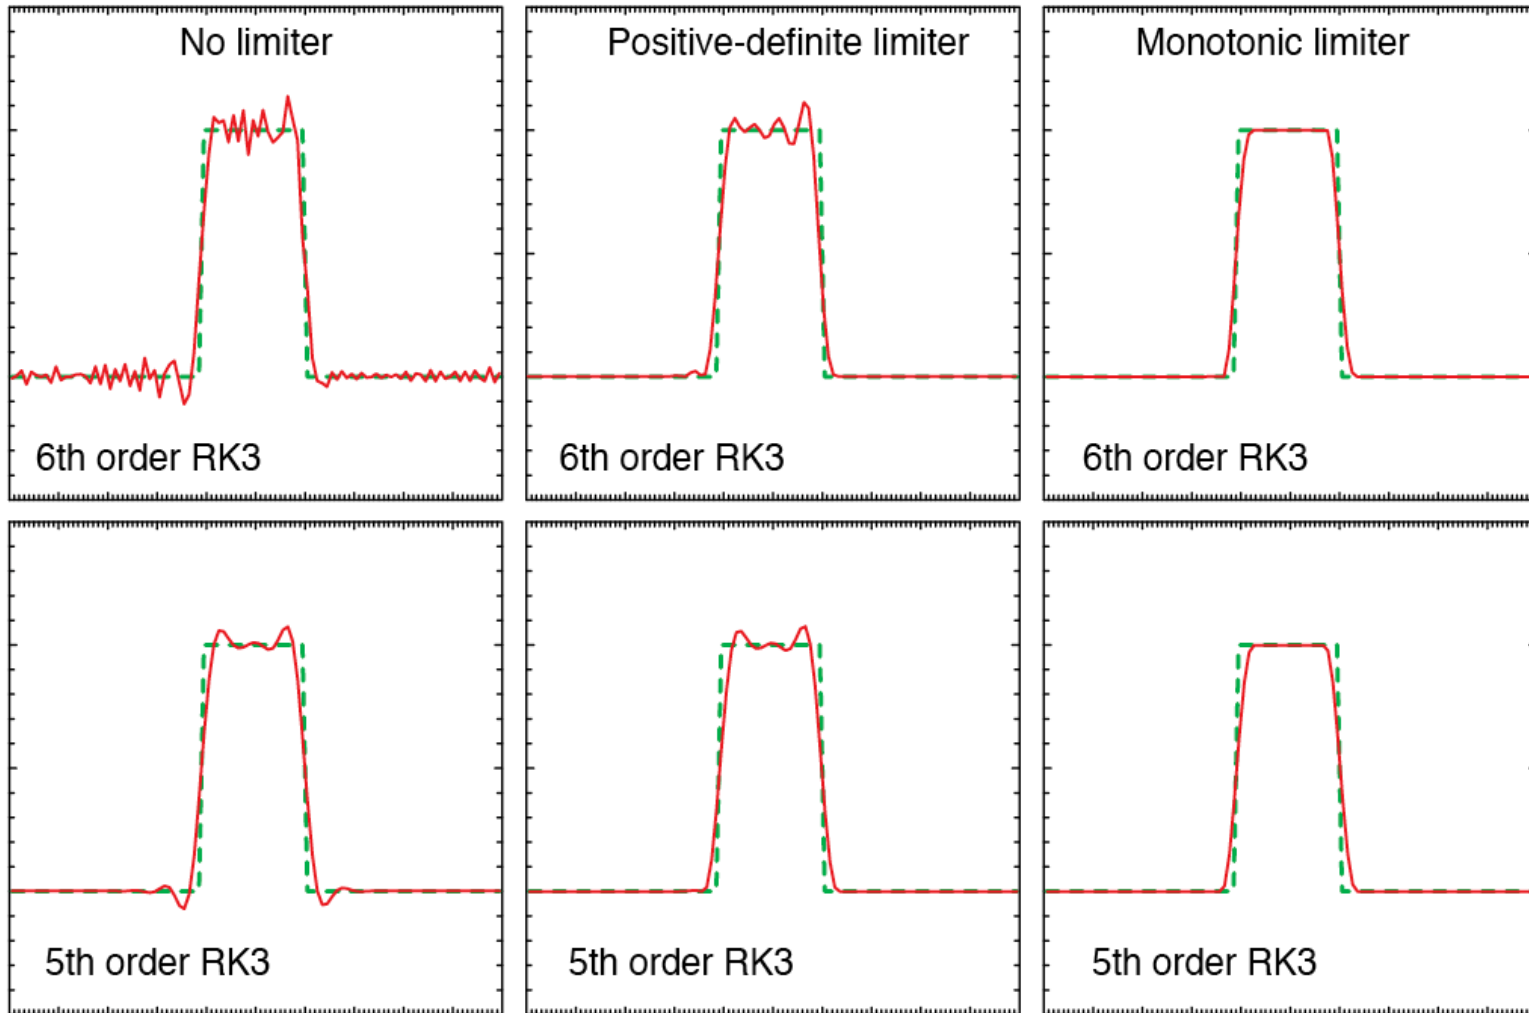 No limiter
Positive-definite limiter
Monotonic limiter
6th order RK3
6th order RK3
6th order RK3
5th order RK3
5th order RK3
5th order RK3